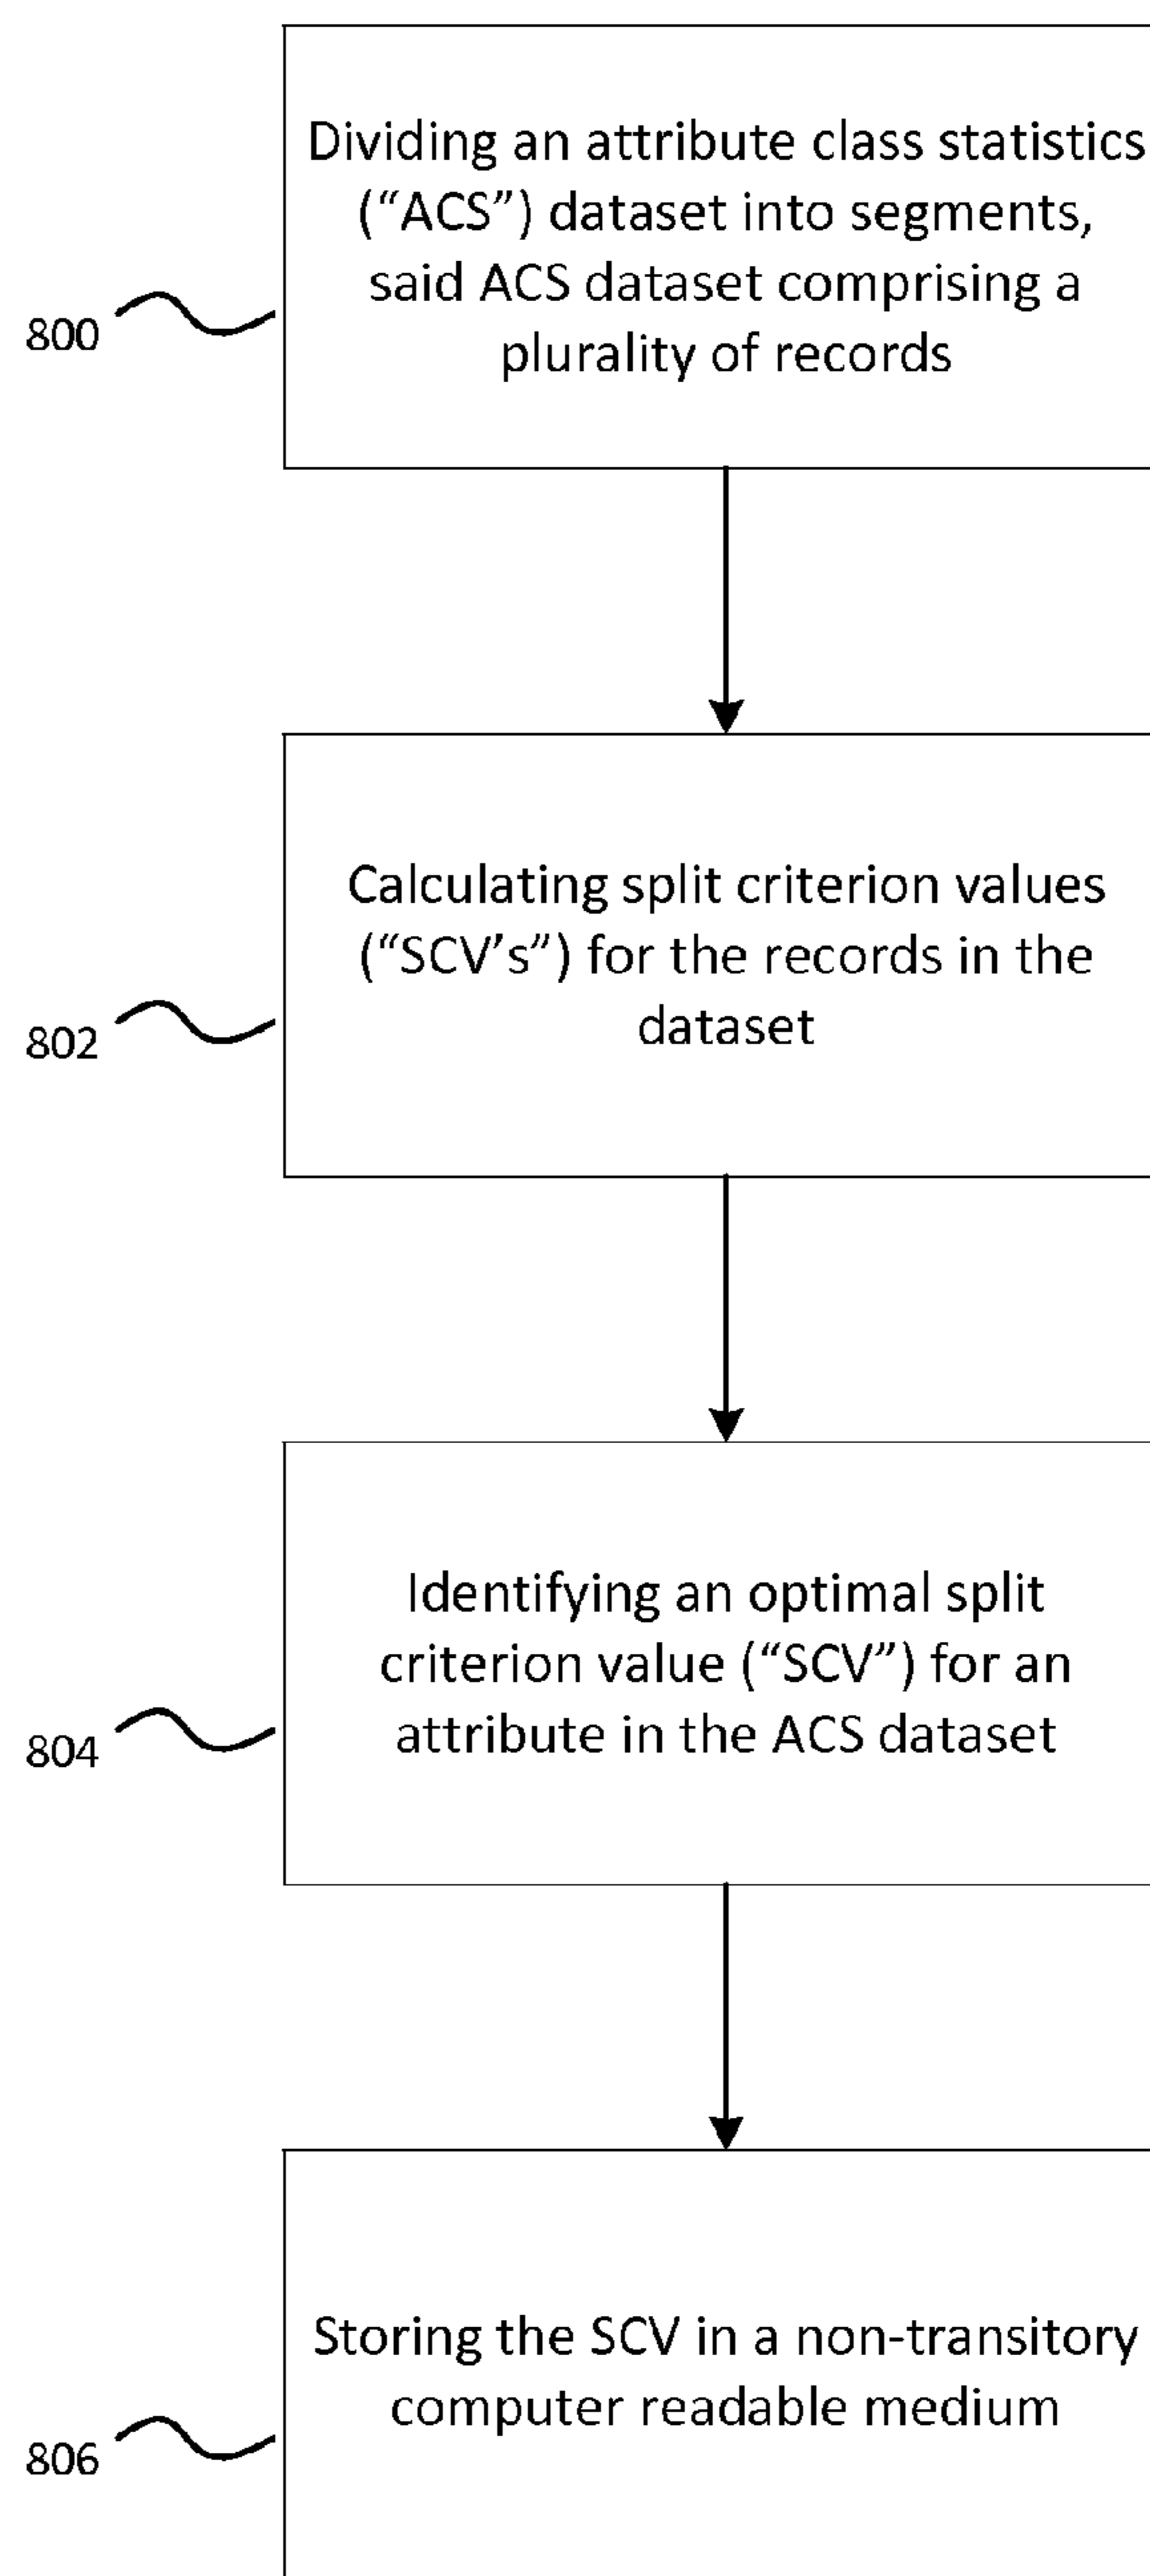 Dividing an attribute class statistics
(“ACS”) dataset into segments,
said ACS dataset comprising a
plurality of records
800
Calculating split criterion values
(“SCV’s”) for the records in the
dataset
802
Identifying an optimal split
criterion value (“SCV”) for an
attribute in the ACS dataset
804
Storing the SCV in a non-transitory
computer readable medium
806